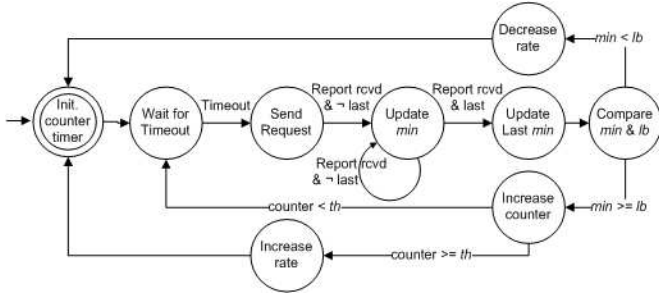 Decrease
rate
min < lb
Init.
counter
timer
Wait for
Timeout
Timeout
Send
Request
Report rcvd
& ¬ last
Update
min
Report rcvd
& ¬ last
Report rcvd
& last
Update
Last min
Compare
min & lb
counter < th
Increase
counter
min >= lb
Increase
rate
counter >= th